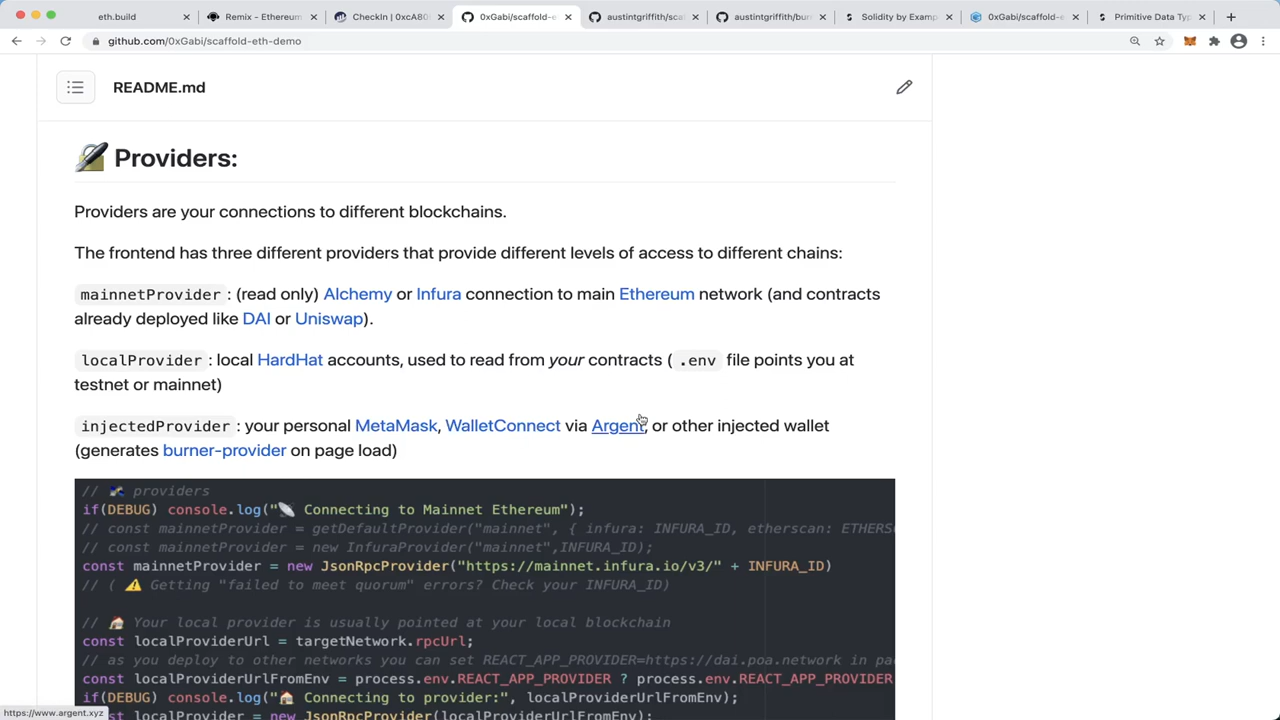 eth.build
Remix - Ethereum
CheckIn | 0xcA80
0xGabi/scaffold-e
austintgriffith/sca
austintgriffith/bur
Solidity by Examp
0xGabi/scaffold-e
Primitive Data Typ
github.com/0xGabi/scaffold-eth-demo
README.md
Providers:
Providers are your connections to different blockchains.
The frontend has three different providers that provide different levels of access to different chains:
mainnetProvider : (read only) Alchemy or Infura connection to main Ethereum network (and contracts
already deployed like DAI or Uniswap).
localProvider : local HardHat accounts, used to read from your contracts ( .env file points you at
testnet or mainnet)
injectedProvider : your personal MetaMask, WalletConnect via Argent, or other injected wallet
(generates burner-provider on page load)
// 🛰 providers
if(DEBUG) console.log("📡 Connecting to Mainnet Ethereum");
// const mainnetProvider = getDefaultProvider("mainnet", { infura: INFURA_ID, etherscan: ETHERS
// const mainnetProvider = new InfuraProvider("mainnet",INFURA_ID);
const mainnetProvider = new JsonRpcProvider("https://mainnet.infura.io/v3/" + INFURA_ID)
// ( ⚠️ Getting "failed to meet quorum" errors? Check your INFURA_ID)
// 🏠 Your local provider is usually pointed at your local blockchain
const localProviderUrl = targetNetwork.rpcUrl;
// as you deploy to other networks you can set REACT_APP_PROVIDER=https://dai.poa.network in pa
const localProviderUrlFromEnv = process.env.REACT_APP_PROVIDER ? process.env.REACT_APP_PROVIDER
if(DEBUG) console.log("🏠 Connecting to provider:", localProviderUrlFromEnv);
const localProvider = new JsonRpcProvider(localProviderUrlFromEnv);
https://www.argent.xyz